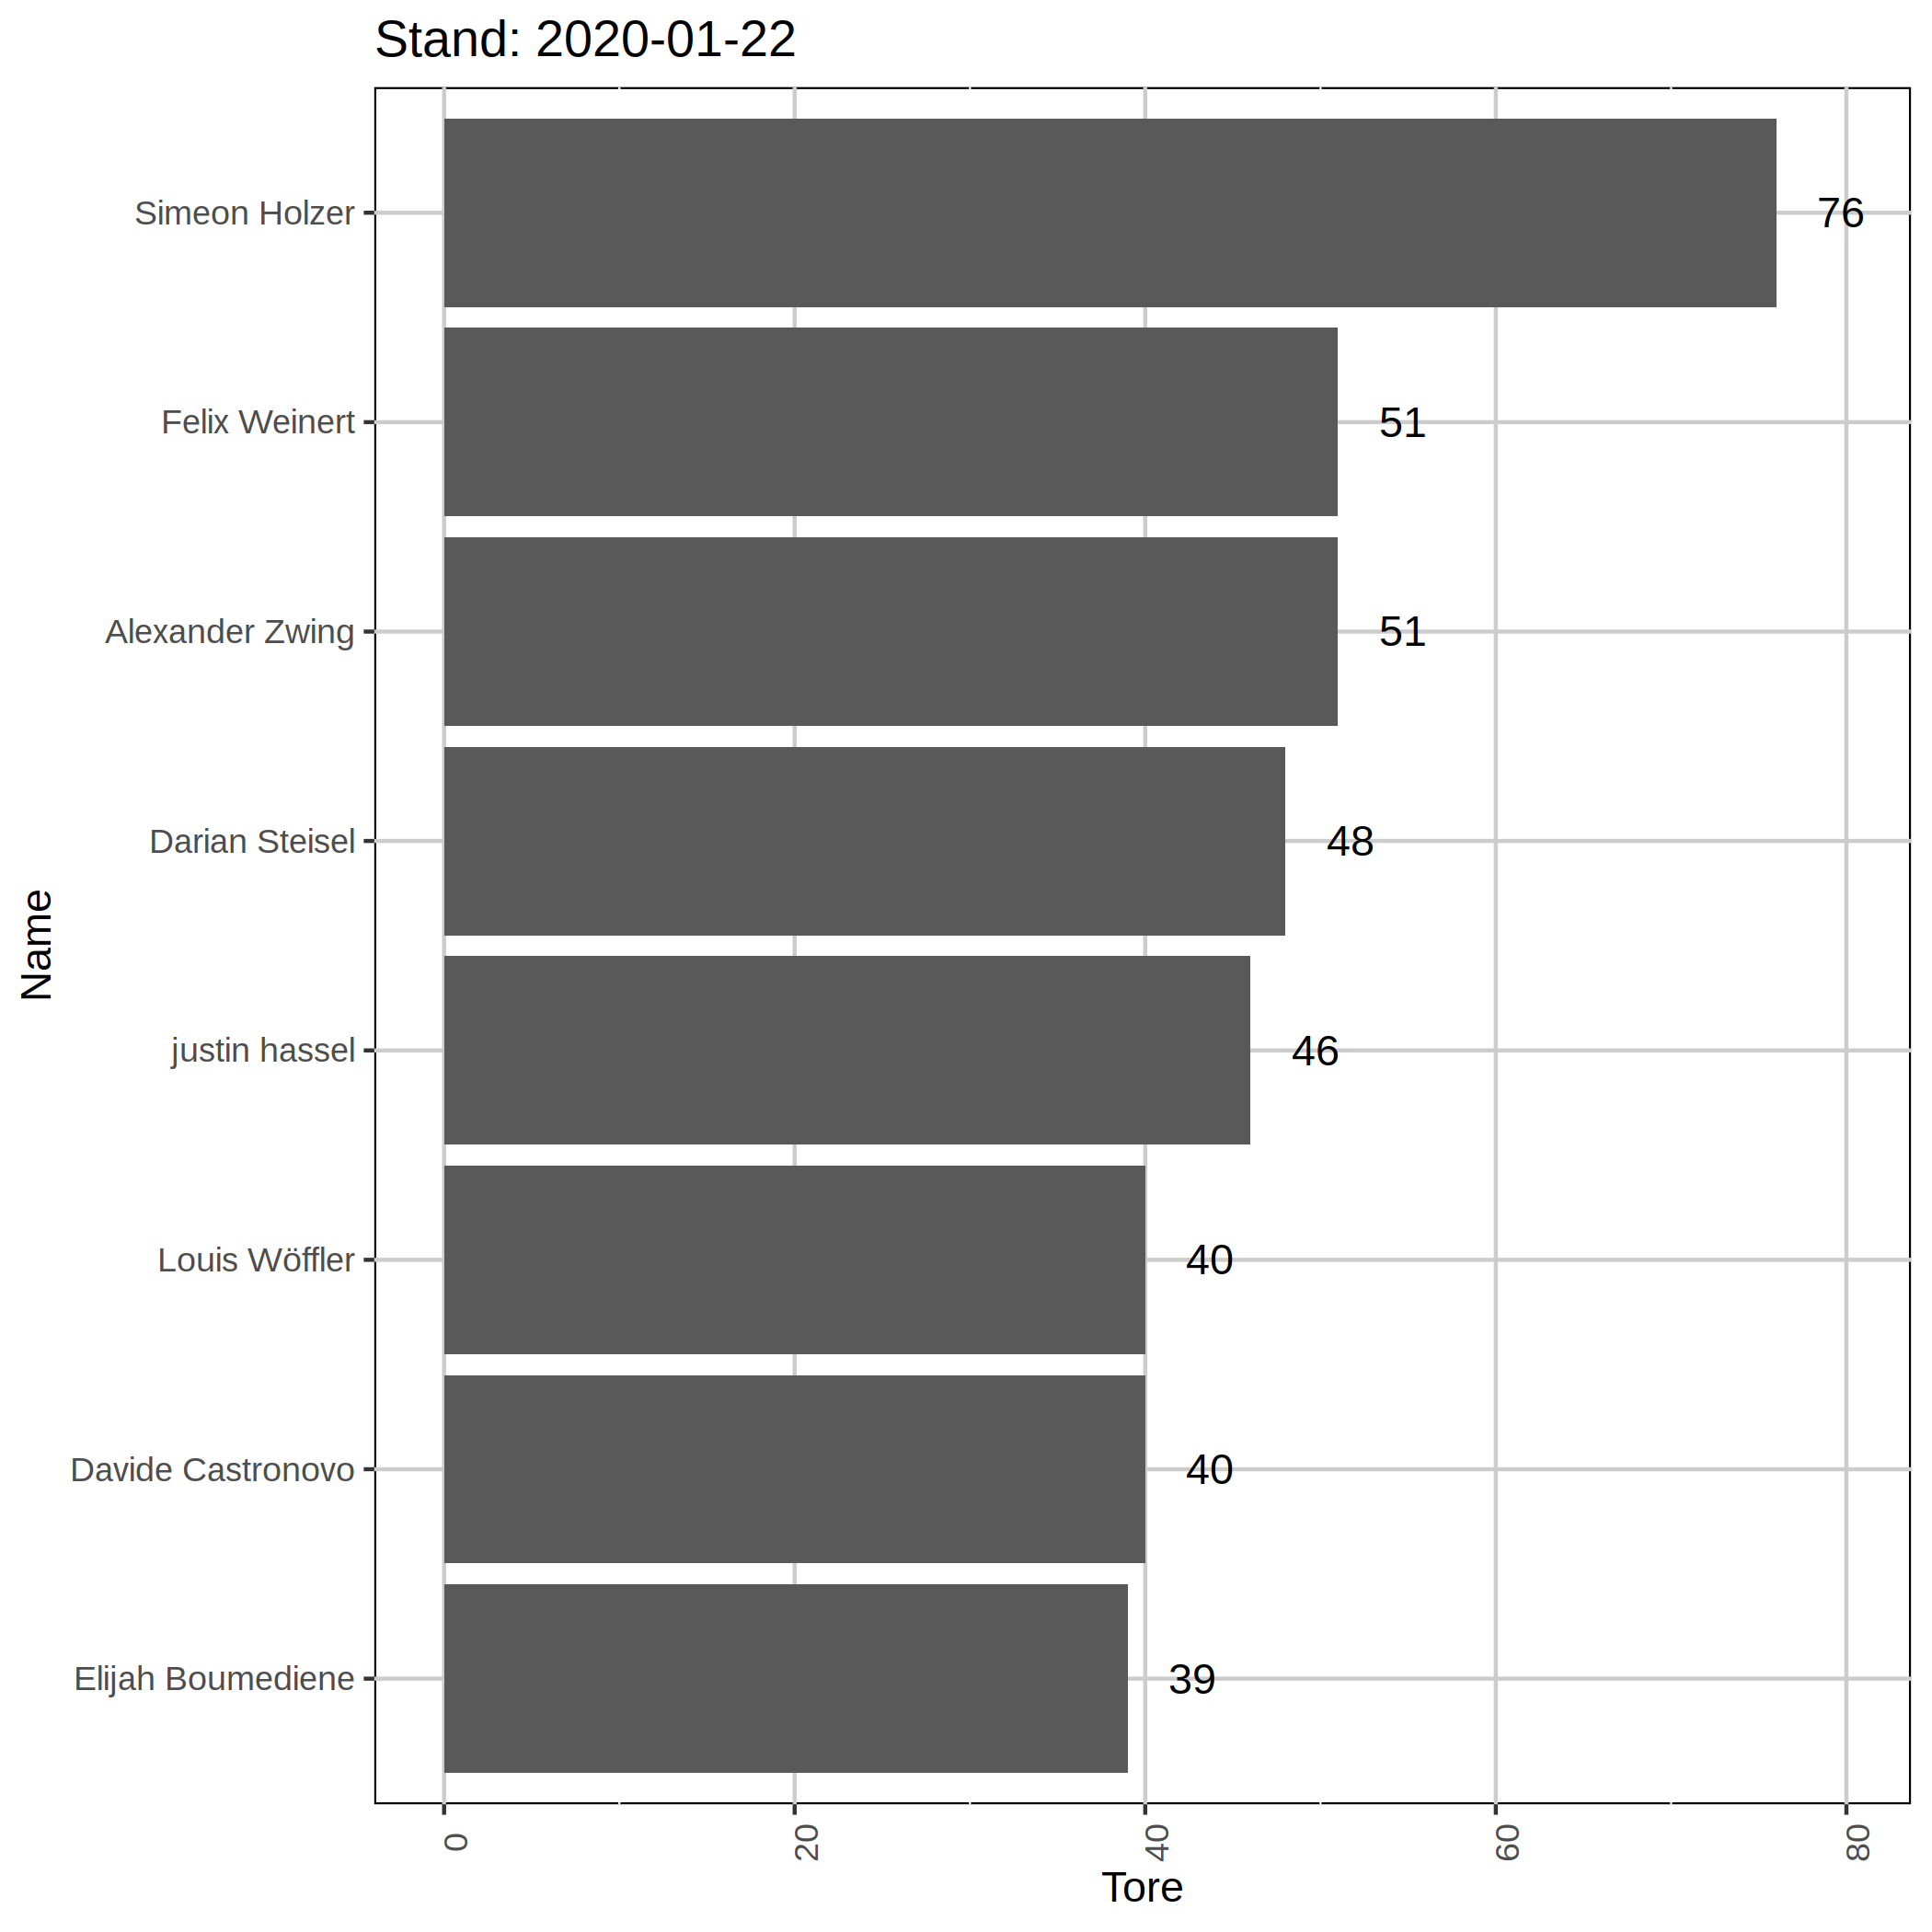 Stand: 2020-01-22
Simeon Holzer
76
Felix Weinert
51
Alexander Zwing
51
Darian Steisel
48
justin hassel
46
Louis Wöffler
40
Davide Castronovo
40
Elijah Boumediene
39
Name
0
20
40
60
80
Tore